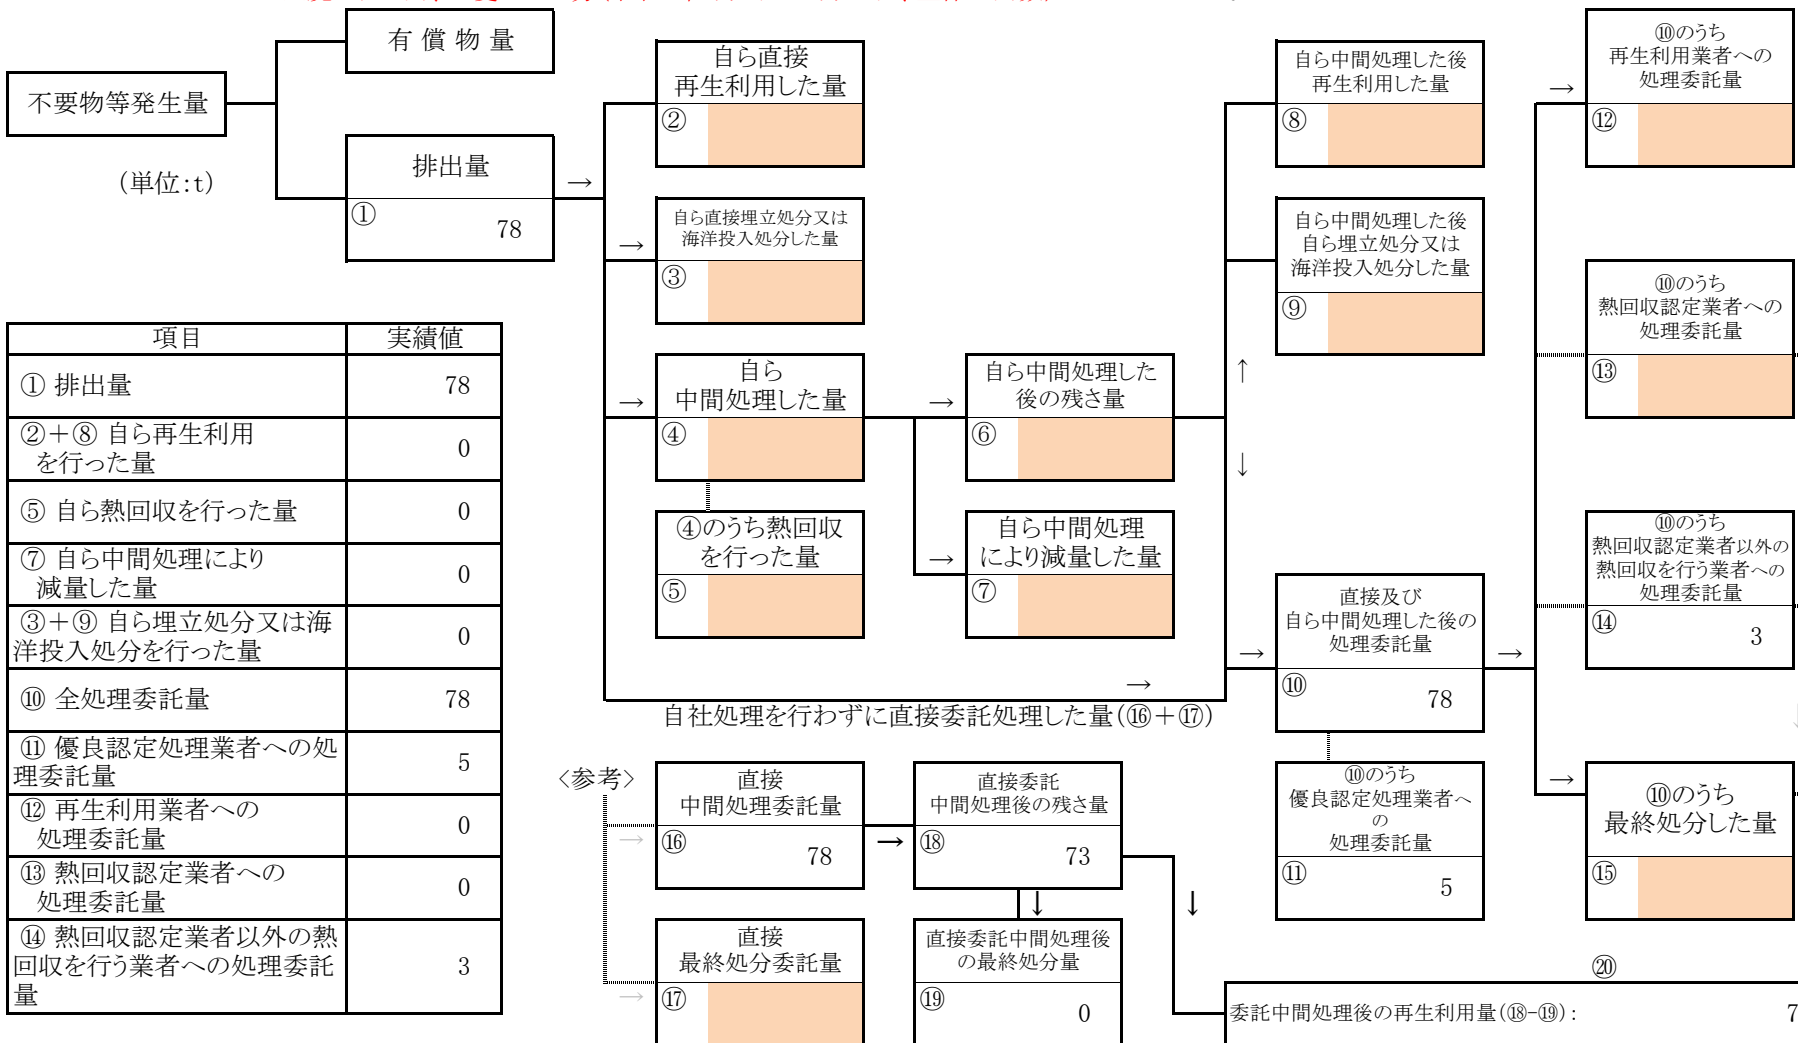 不要物等発生量
(単位:t)
有償物量
排出量
①
78
自ら直接
再生利用した量
②
自ら直接埋立処分又は
海洋投入処分した量
③
自ら
中間処理した量
④
④のうち熱回収
を行った量
⑤
自ら中間処理した
後の残さ量
⑥
自ら中間処理
により減量した量
⑦
自ら中間処理した後
再生利用した量
⑧
自ら中間処理した後
自ら埋立処分又は
海洋投入処分した量
⑨
直接及び
自ら中間処理した後の
処理委託量
⑩
78
⑩のうち
優良認定処理業者へ
の
処理委託量
⑪
5
⑩のうち
再生利用業者への
処理委託量
⑫
⑩のうち
熱回収認定業者への
処理委託量
⑬
⑩のうち
熱回収認定業者以外の
熱回収を行う業者への
処理委託量
⑭
3
⑩のうち
最終処分した量
⑮
自社処理を行わずに直接委託処理した量(⑯+⑰)
〈参考〉
直接
中間処理委託量
⑯
78
直接
最終処分委託量
⑰
直接委託
中間処理後の残さ量
⑱
73
直接委託中間処理後
の最終処分量
⑲
0
⑳
委託中間処理後の再生利用量(⑱-⑲):
7
項目 実績値
① 排出量 78
②+⑧ 自ら再生利用
を行った量 0
⑤ 自ら熱回収を行った量 0
⑦ 自ら中間処理により
減量した量 0
③+⑨ 自ら埋立処分又は海
洋投入処分を行った量 0
⑩ 全処理委託量 78
⑪ 優良認定処理業者への処
理委託量 5
⑫ 再生利用業者への
処理委託量 0
⑬ 熱回収認定業者への
処理委託量 0
⑭ 熱回収認定業者以外の熱
回収を行う業者への処理委託
量 3